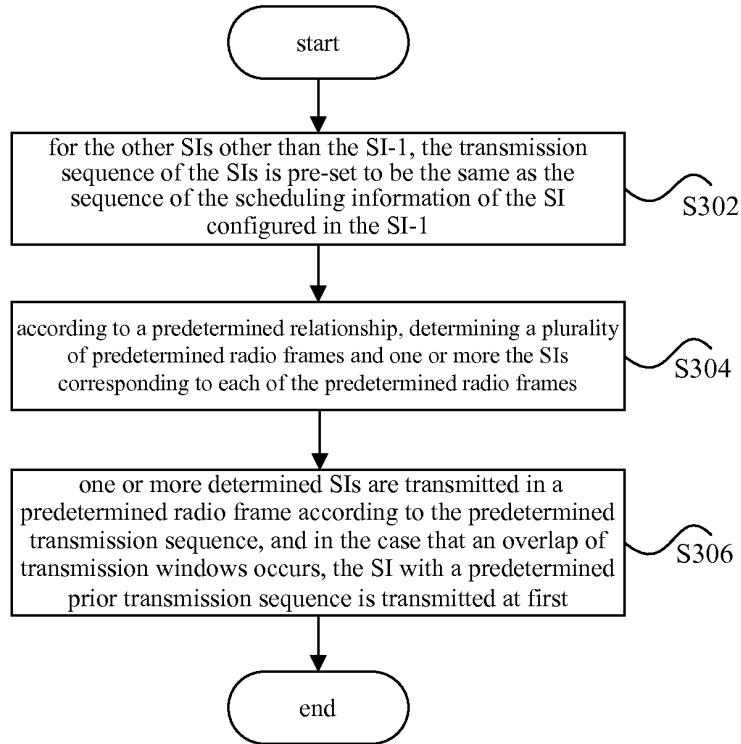 start
for the other SIs other than the SI-1, the transmission
sequence of the SIs is pre-set to be the same as the
sequence of the scheduling information of the SI
configured in the SI-1
S302
according to a predetermined relationship, determining a plurality
of predetermined radio frames and one or more the SIs
corresponding to each of the predetermined radio frames
S304
one or more determined SIs are transmitted in a
predetermined radio frame according to the predetermined
transmission sequence, and in the case that an overlap of
transmission windows occurs, the SI with a predetermined
prior transmission sequence is transmitted at first
S306
end